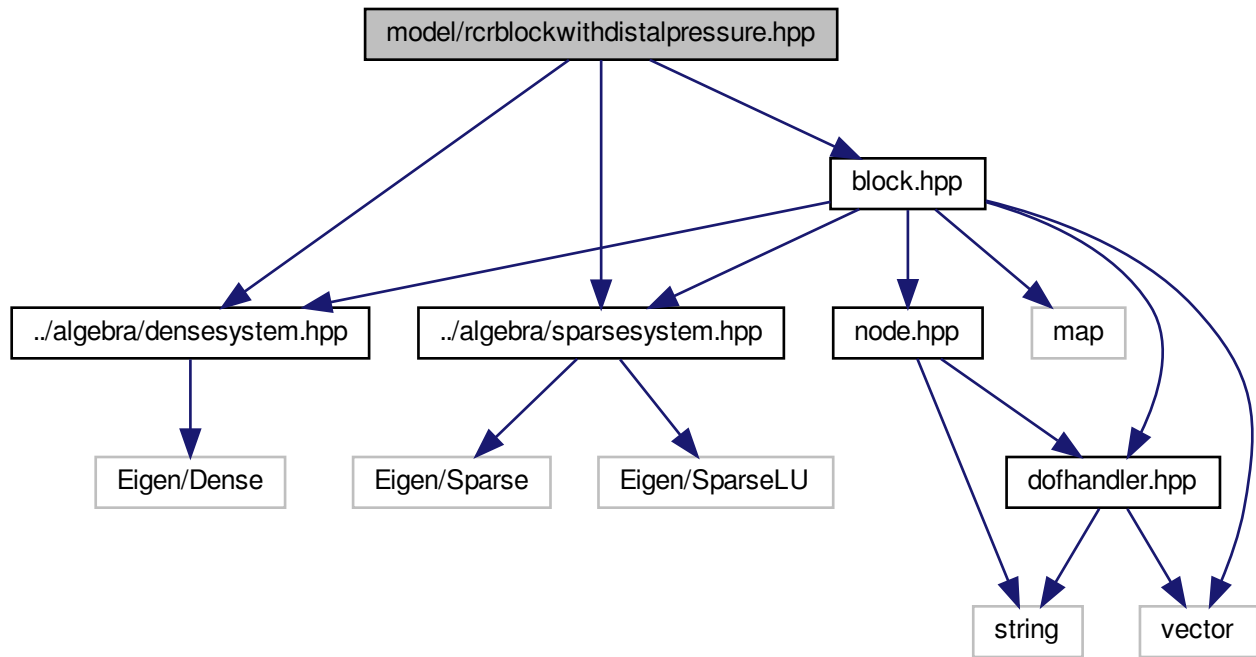 model/rcrblockwithdistalpressure.hpp
block.hpp
../algebra/densesystem.hpp
../algebra/sparsesystem.hpp
node.hpp
map
Eigen/Dense
Eigen/Sparse
Eigen/SparseLU
dofhandler.hpp
string
vector